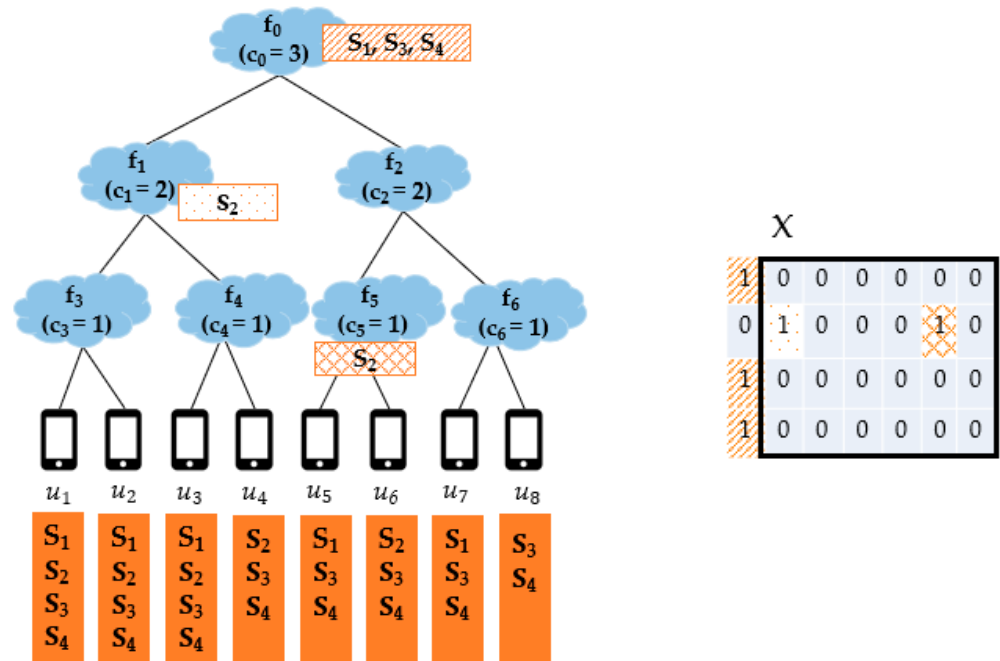 f₀
(c₀ = 3)
S₁, S₃, S₄
f₁
(c₁ = 2)
S₂
f₂
(c₂ = 2)
f₃
(c₃ = 1)
f₄
(c₄ = 1)
f₅
(c₅ = 1)
S₂
f₆
(c₆ = 1)
u₁ u₂ u₃ u₄ u₅ u₆ u₇ u₈
S₁ S₁ S₁ S₂ S₁ S₂ S₁ S₃
S₂ S₂ S₂ S₃ S₃ S₃ S₃ S₄
S₃ S₃ S₃ S₄ S₄ S₄ S₄
S₄ S₄ S₄
X
1 0 0 0 0 0 0
0 1 0 0 0 1 0
1 0 0 0 0 0 0
1 0 0 0 0 0 0